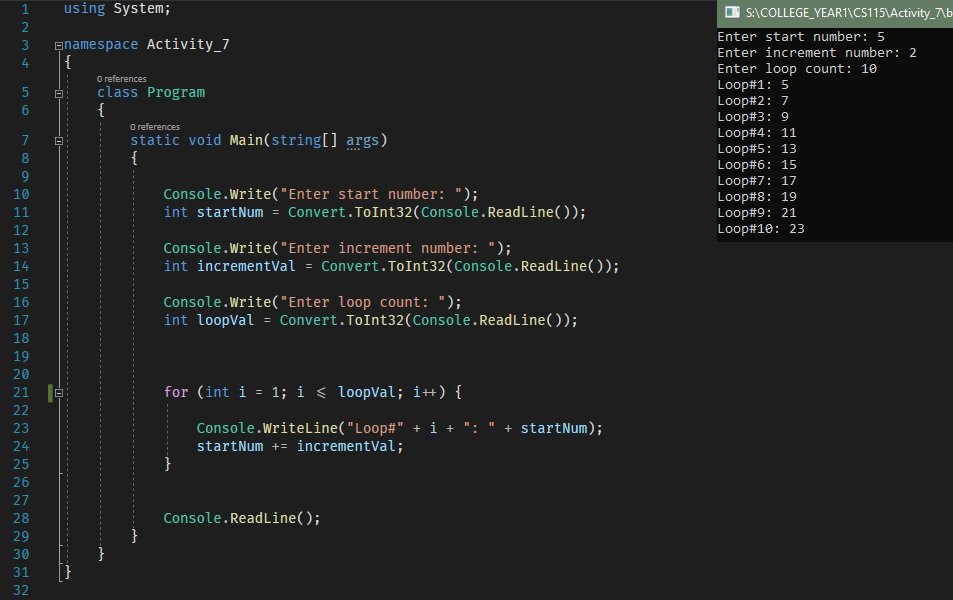 1 using System;
2
3 namespace Activity_7
4 {
0 references
5 class Program
6 {
0 references
7 static void Main(string[] args)
8 {
9
10 Console.Write("Enter start number: ");
11 int startNum = Convert.ToInt32(Console.ReadLine());
12
13 Console.Write("Enter increment number: ");
14 int incrementVal = Convert.ToInt32(Console.ReadLine());
15
16 Console.Write("Enter loop count: ");
17 int loopVal = Convert.ToInt32(Console.ReadLine());
18
19
20
21 for (int i = 1; i ⩽ loopVal; i++) {
22
23 Console.WriteLine("Loop#" + i + ": " + startNum);
24 startNum += incrementVal;
25 }
26
27
28 Console.ReadLine();
29 }
30 }
31 }
32
S:\COLLEGE_YEAR1\CS115\Activity_7\b
Enter start number: 5
Enter increment number: 2
Enter loop count: 10
Loop#1: 5
Loop#2: 7
Loop#3: 9
Loop#4: 11
Loop#5: 13
Loop#6: 15
Loop#7: 17
Loop#8: 19
Loop#9: 21
Loop#10: 23